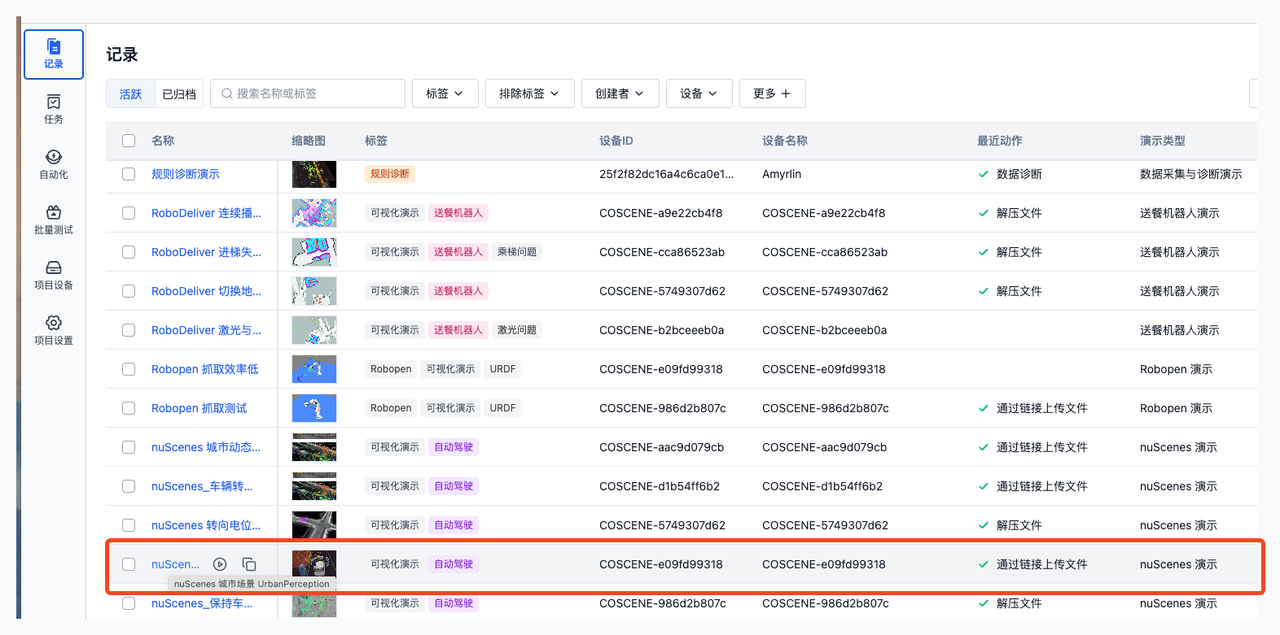 记录
任务
自动化
批量测试
项目设备
项目设置
记录
活跃 已归档 搜索名称或标签 标签 排除标签 创建者 设备 更多
名称 缩略图 标签 设备ID 设备名称 最近动作 演示类型
规则诊断演示 规则诊断 25f2f82dc16a4c6ca0e1... Amyrlin 数据诊断 数据采集与诊断演示
RoboDeliver 连续播... 可视化演示 送餐机器人 COSCENE-a9e22cb4f8 COSCENE-a9e22cb4f8 解压文件 送餐机器人演示
RoboDeliver 进梯失... 可视化演示 送餐机器人 乘梯问题 COSCENE-cca86523ab COSCENE-cca86523ab 解压文件 送餐机器人演示
RoboDeliver 切换地... 可视化演示 送餐机器人 COSCENE-5749307d62 COSCENE-5749307d62 解压文件 送餐机器人演示
RoboDeliver 激光与... 可视化演示 送餐机器人 激光问题 COSCENE-b2bceeeb0a COSCENE-b2bceeeb0a 送餐机器人演示
Robopen 抓取效率低 Robopen 可视化演示 URDF COSCENE-e09fd99318 COSCENE-e09fd99318 Robopen 演示
Robopen 抓取测试 Robopen 可视化演示 URDF COSCENE-986d2b807c COSCENE-986d2b807c 通过链接上传文件 Robopen 演示
nuScenes 城市动态... 可视化演示 自动驾驶 COSCENE-aac9d079cb COSCENE-aac9d079cb 通过链接上传文件 nuScenes 演示
nuScenes_车辆转... 可视化演示 自动驾驶 COSCENE-d1b54ff6b2 COSCENE-d1b54ff6b2 通过链接上传文件 nuScenes 演示
nuScenes 转向电位... 可视化演示 自动驾驶 COSCENE-5749307d62 COSCENE-5749307d62 解压文件 nuScenes 演示
nuScen... 可视化演示 自动驾驶 COSCENE-e09fd99318 COSCENE-e09fd99318 通过链接上传文件 nuScenes 演示
nuScenes 城市场景 UrbanPerception
nuScenes_保持车... 可视化演示 自动驾驶 COSCENE-986d2b807c COSCENE-986d2b807c 解压文件 nuScenes 演示